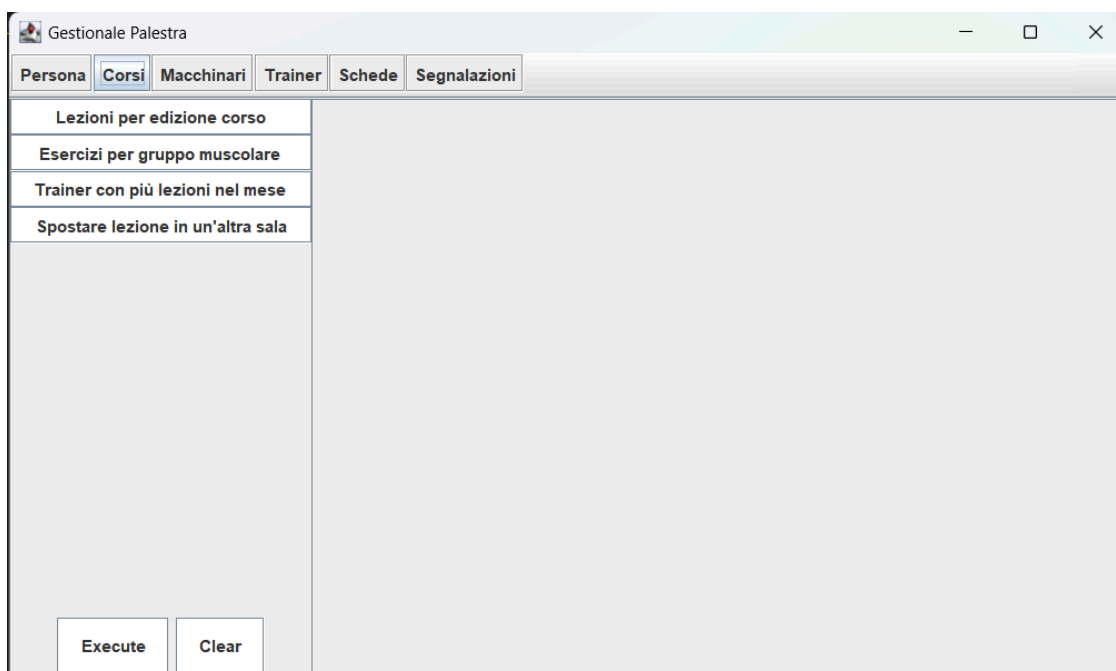 Gestionale Palestra
Persona Corsi Macchinari Trainer Schede Segnalazioni
Lezioni per edizione corso
Esercizi per gruppo muscolare
Trainer con più lezioni nel mese
Spostare lezione in un'altra sala
Execute Clear